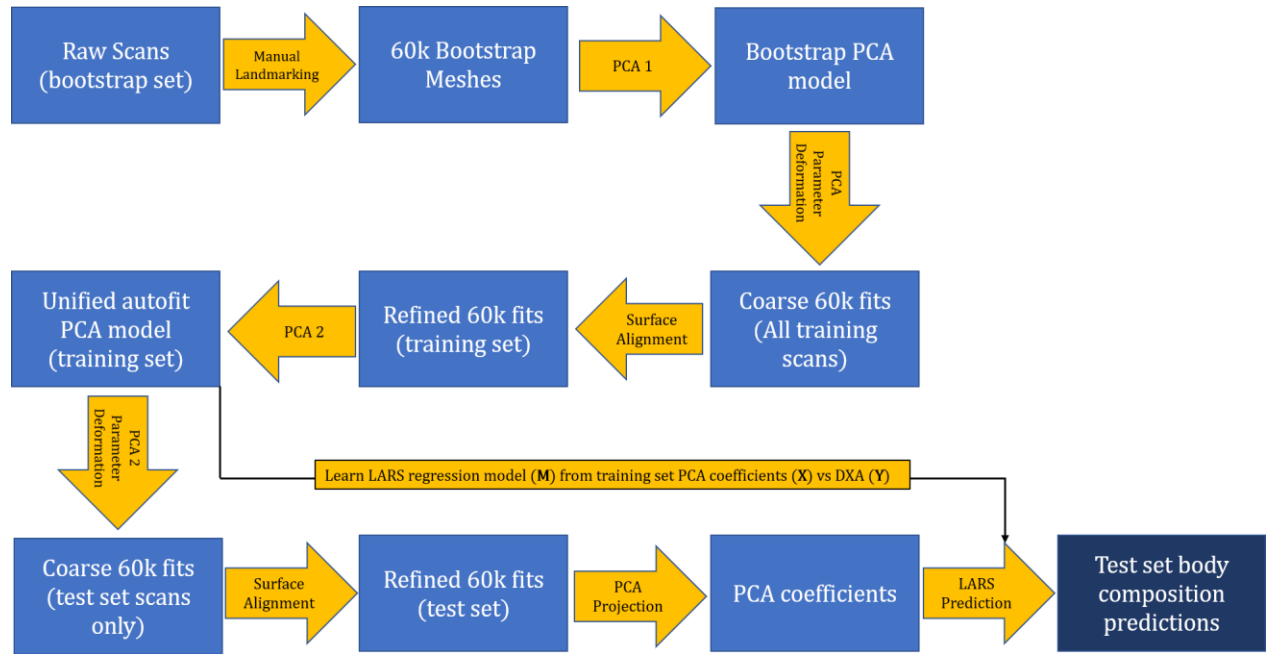 Raw Scans
(bootstrap set)
Manual
Landmarking
60k Bootstrap
Meshes
PCA 1
Bootstrap PCA
model
PCA
Parameter
Deformation
Coarse 60k fits
(All training
scans)
Surface
Alignment
Refined 60k fits
(training set)
PCA 2
Unified autofit
PCA model
(training set)
PCA 2
Parameter
Deformation
Learn LARS regression model (M) from training set PCA coefficients (X) vs DXA (Y)
Coarse 60k fits
(test set scans
only)
Surface
Alignment
Refined 60k fits
(test set)
PCA
Projection
PCA coefficients
LARS
Prediction
Test set body
composition
predictions